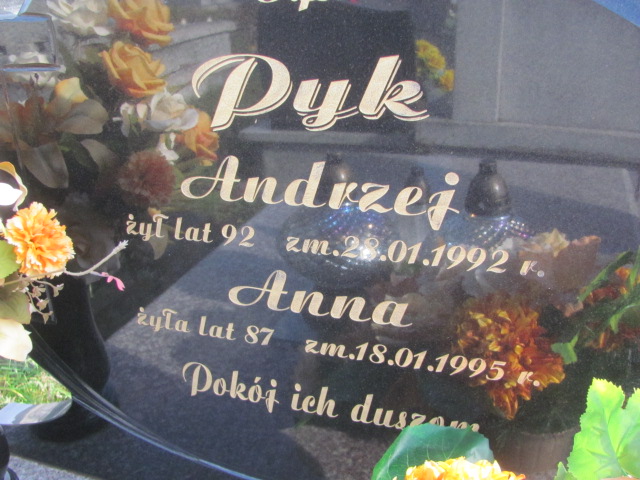 Pyk
Andrzej
żył lat 92 zm.28.01.1992 r.
Anna
żyła lat 87 zm.18.01.1995 r.
Pokój ich duszom